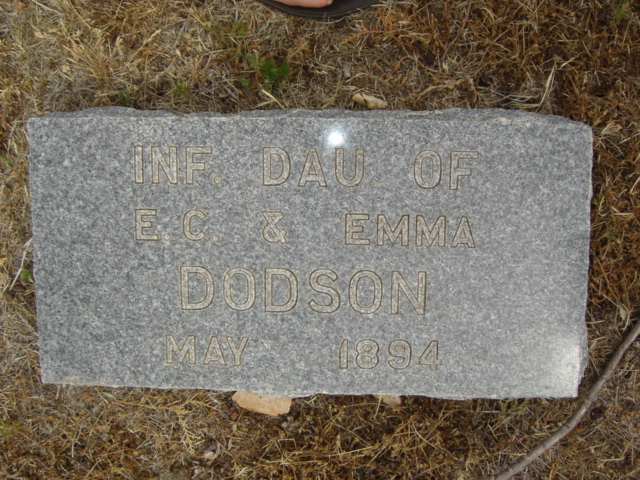 INF. DAU. OF
E.C. & EMMA
DODSON
MAY 1894